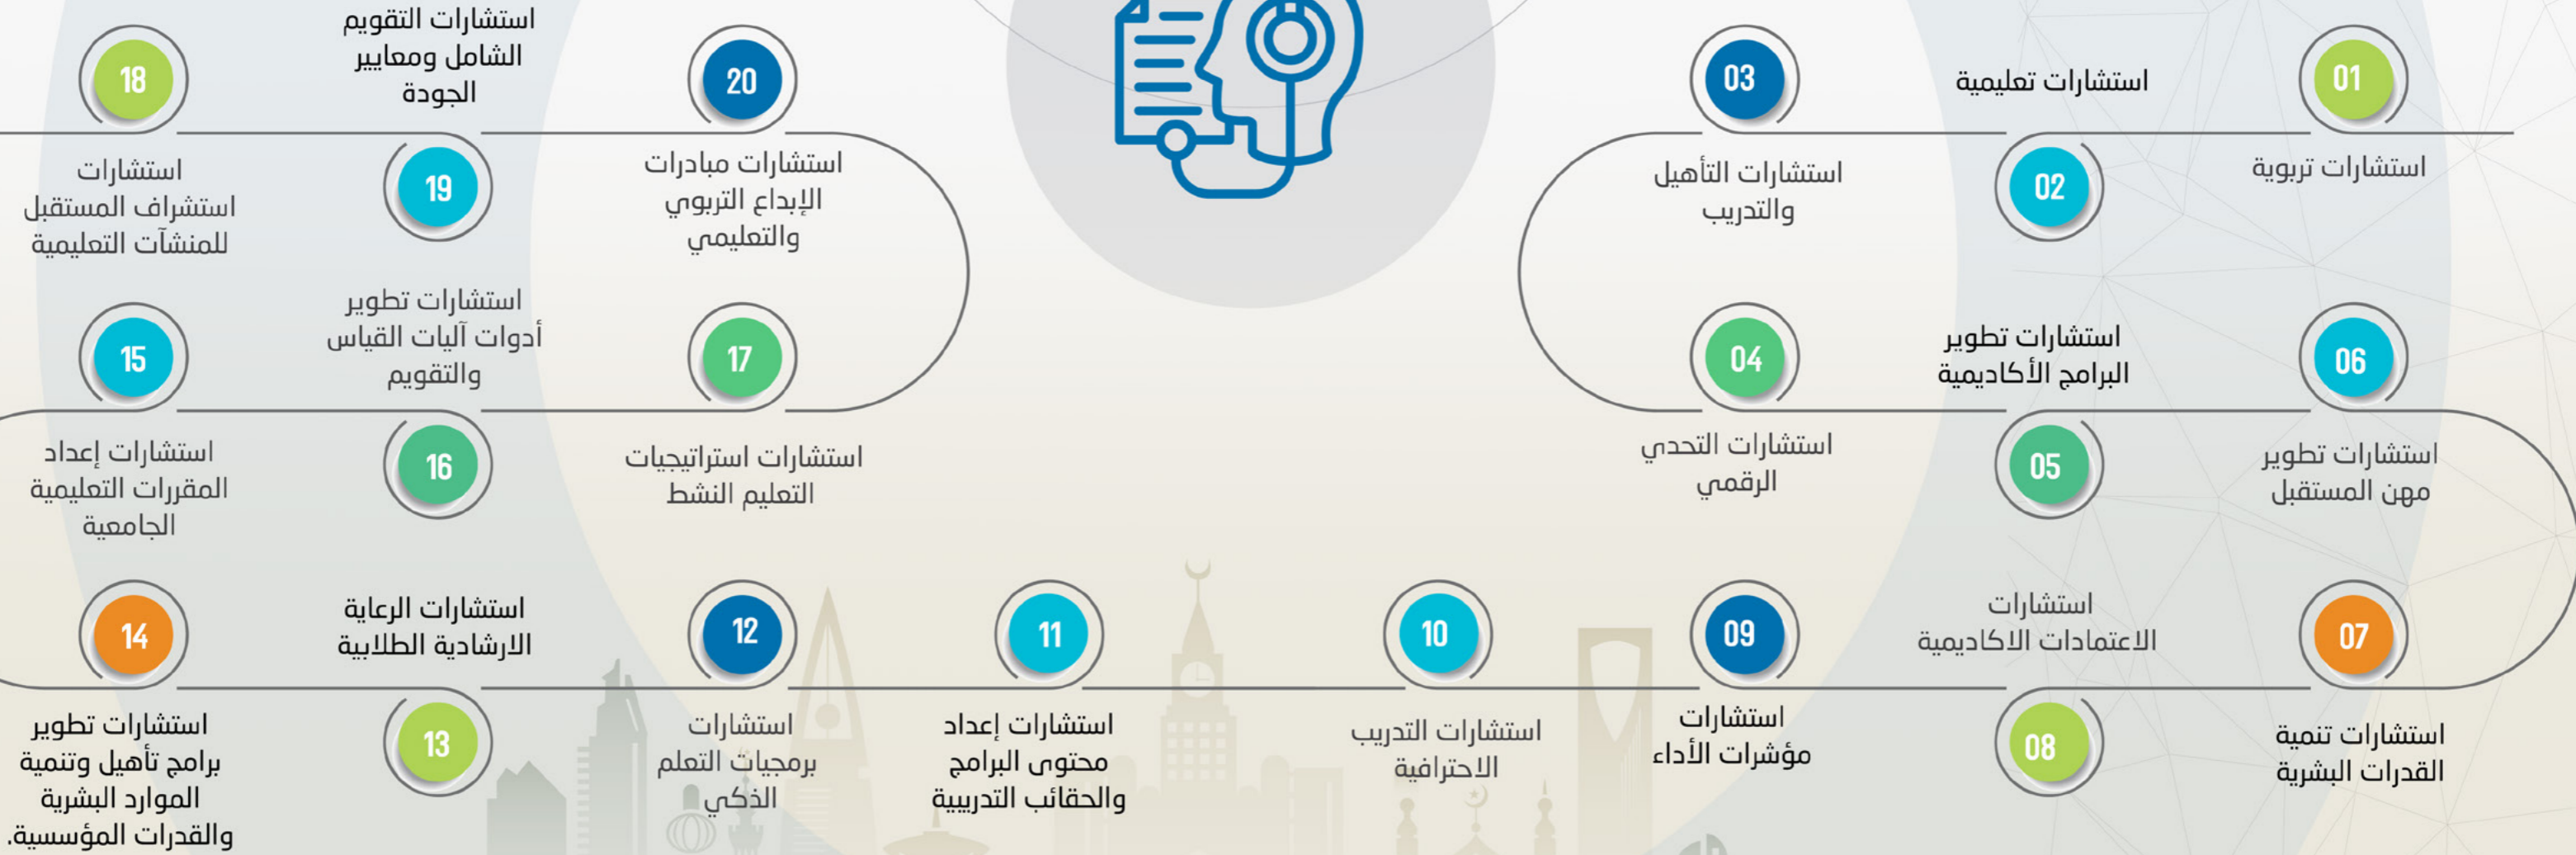 01
استشارات تربوية
استشارات تعليمية
02
03
استشارات التأهيل
والتدريب
04
استشارات التحدي
الرقمي
استشارات تطوير
البرامج الأكاديمية
05
06
استشارات تطوير
مهن المستقبل
07
استشارات تنمية
القدرات البشرية
استشارات
الاعتمادات الاكاديمية
08
09
استشارات
مؤشرات الأداء
10
استشارات التدريب
الاحترافية
11
استشارات إعداد
محتوى البرامج
والحقائب التدريبية
12
استشارات
برمجيات التعلم
الذكي
استشارات الرعاية
الارشادية الطلابية
13
14
استشارات تطوير
برامج تأهيل وتنمية
الموارد البشرية
والقدرات المؤسسية.
15
استشارات إعداد
المقررات التعليمية
الجامعية
استشارات تطوير
أدوات آليات القياس
والتقويم
16
17
استشارات استراتيجيات
التعليم النشط
18
استشارات
استشراف المستقبل
للمنشآت التعليمية
استشارات التقويم
الشامل ومعايير
الجودة
19
20
استشارات مبادرات
الإبداع التربوي
والتعليمي